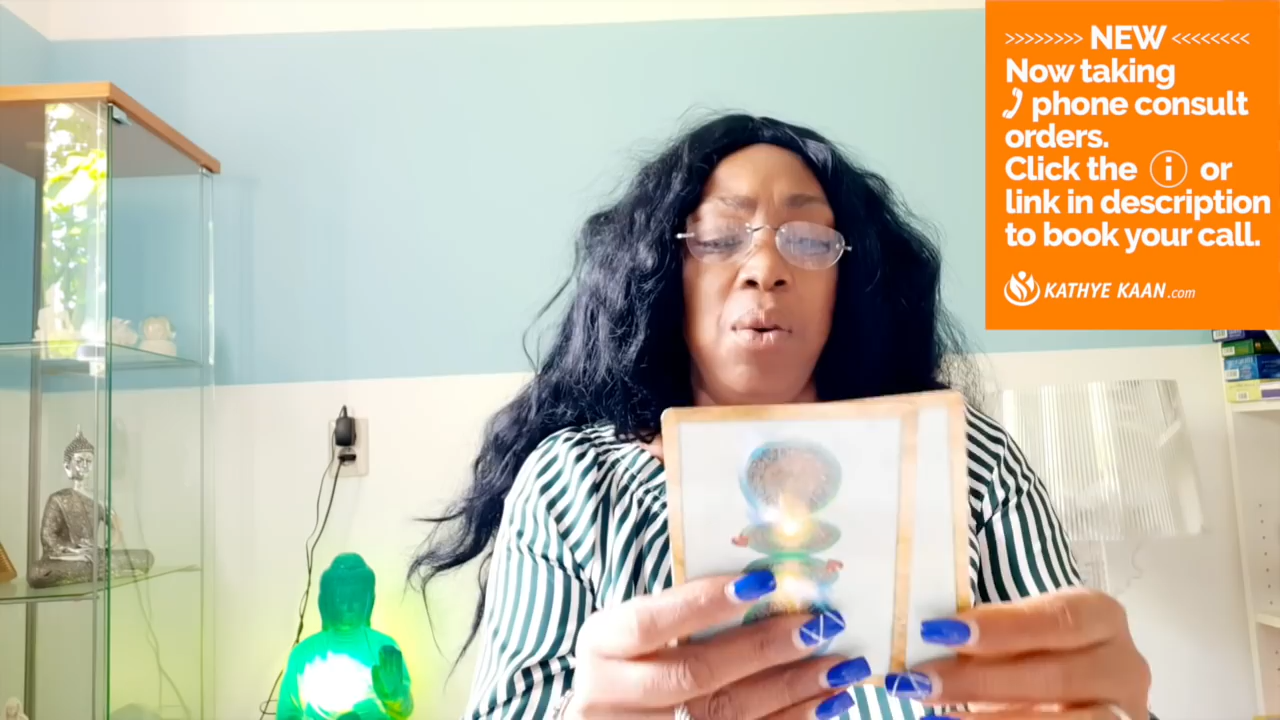 >>>>>>>> NEW <<<<<<<<
Now taking
phone consult
orders.
Click the i or
link in description
to book your call.
KATHYE KAAN.com